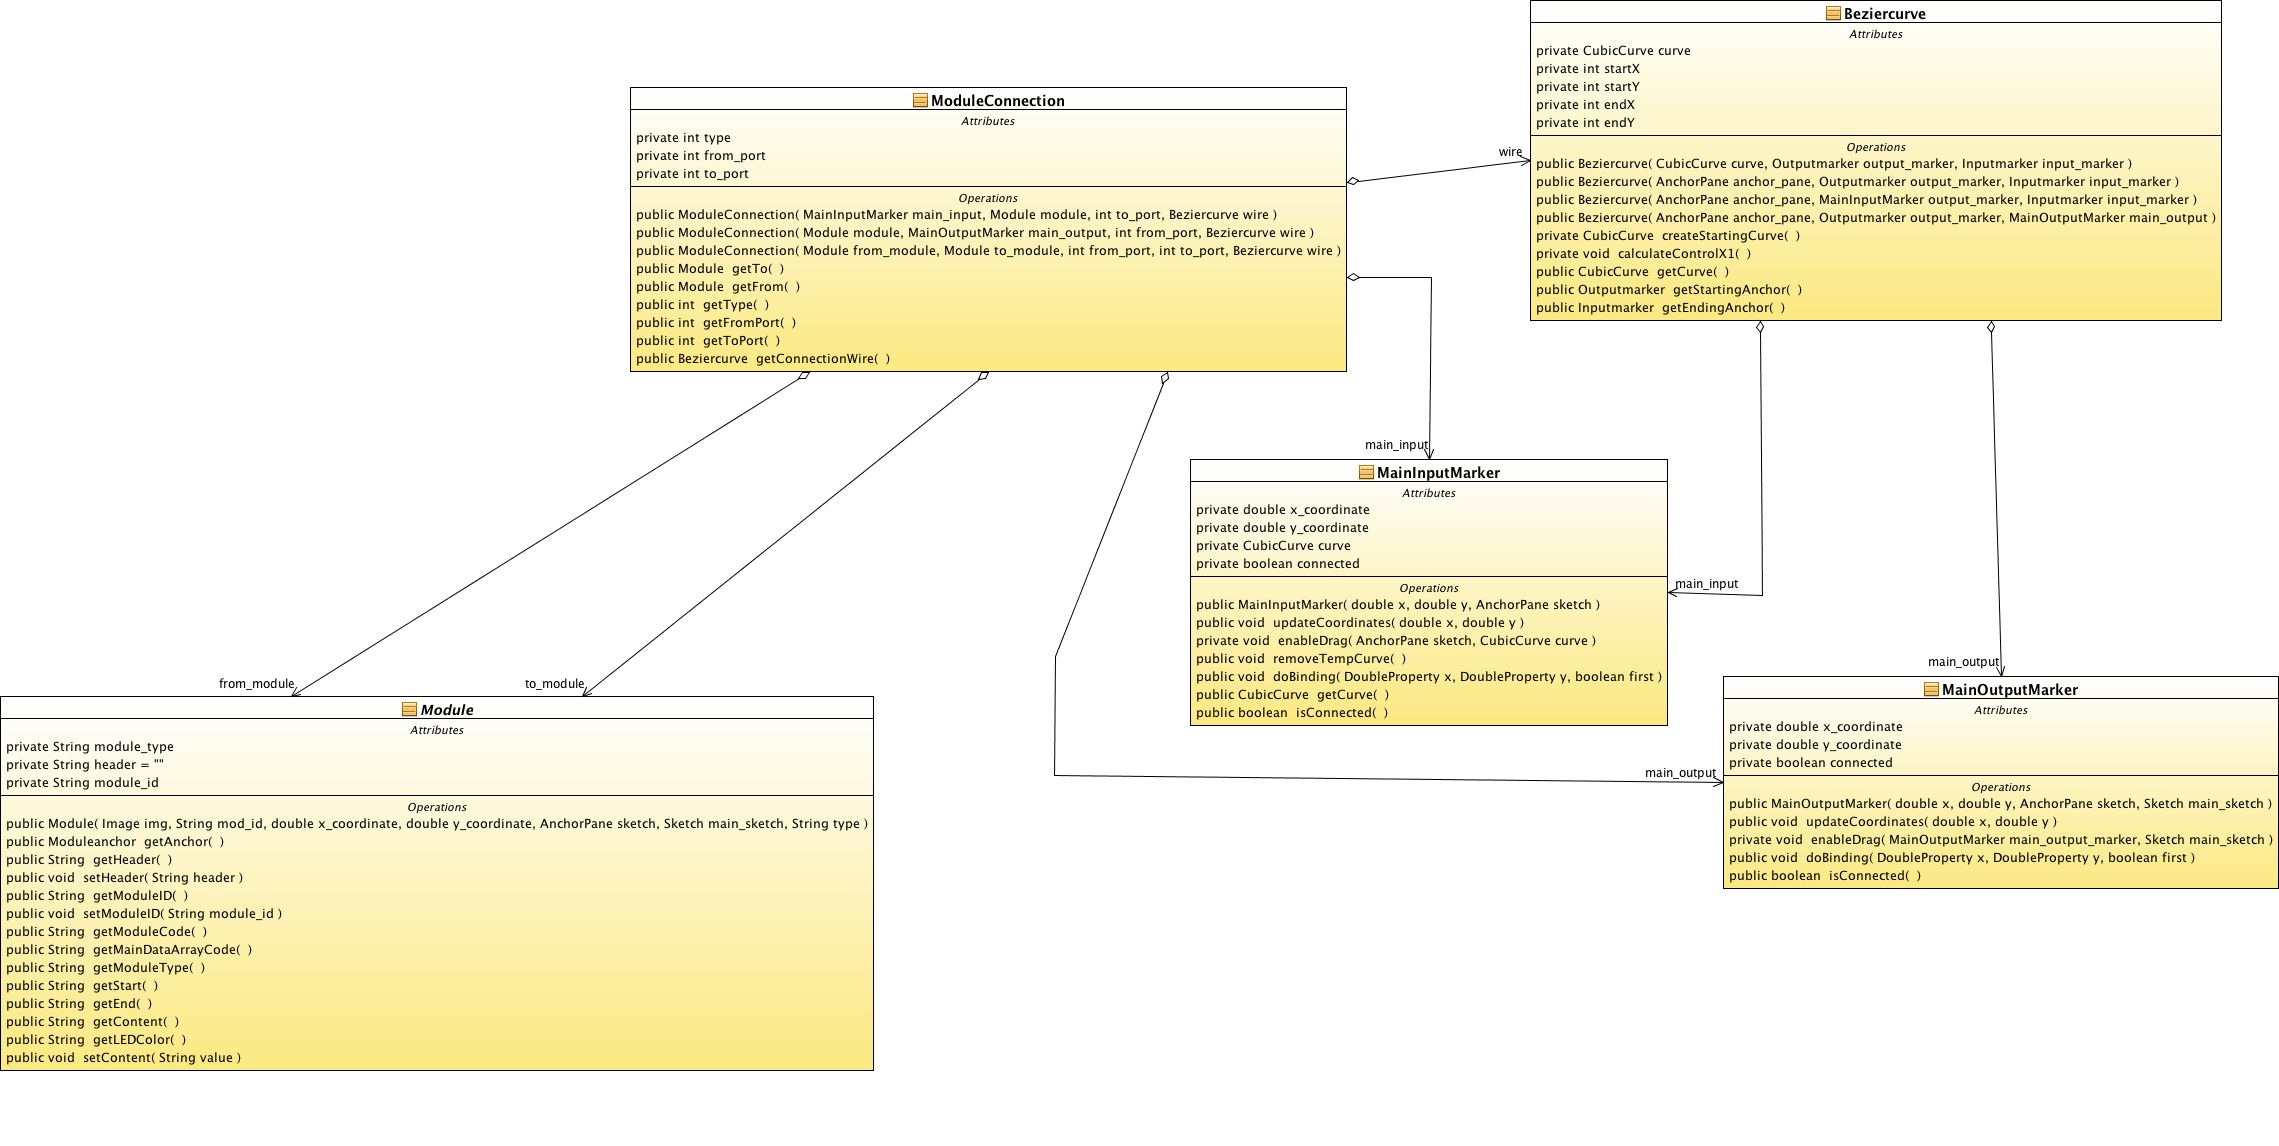 Beziercurve
Attributes
private CubicCurve curve
private int startX
private int startY
private int endX
private int endY
Operations
public Beziercurve( CubicCurve curve, Outputmarker output_marker, Inputmarker input_marker )
public Beziercurve( AnchorPane anchor_pane, Outputmarker output_marker, Inputmarker input_marker )
public Beziercurve( AnchorPane anchor_pane, MainInputMarker output_marker, Inputmarker input_marker )
public Beziercurve( AnchorPane anchor_pane, Outputmarker output_marker, MainOutputMarker main_output )
private CubicCurve createStartingCurve( )
private void calculateControlX1( )
public CubicCurve getCurve( )
public Outputmarker getStartingAnchor( )
public Inputmarker getEndingAnchor( )
ModuleConnection
Attributes
private int type
private int from_port
private int to_port
Operations
public ModuleConnection( MainInputMarker main_input, Module module, int to_port, Beziercurve wire )
public ModuleConnection( Module module, MainOutputMarker main_output, int from_port, Beziercurve wire )
public ModuleConnection( Module from_module, Module to_module, int from_port, int to_port, Beziercurve wire )
public Module getTo( )
public Module getFrom( )
public int getType( )
public int getFromPort( )
public int getToPort( )
public Beziercurve getConnectionWire( )
wire
main_input
MainInputMarker
Attributes
private double x_coordinate
private double y_coordinate
private CubicCurve curve
private boolean connected
Operations
public MainInputMarker( double x, double y, AnchorPane sketch )
public void updateCoordinates( double x, double y )
private void enableDrag( AnchorPane sketch, CubicCurve curve )
public void removeTempCurve( )
public void doBinding( DoubleProperty x, DoubleProperty y, boolean first )
public CubicCurve getCurve( )
public boolean isConnected( )
main_input
main_output
main_output
MainOutputMarker
Attributes
private double x_coordinate
private double y_coordinate
private boolean connected
Operations
public MainOutputMarker( double x, double y, AnchorPane sketch, Sketch main_sketch )
public void updateCoordinates( double x, double y )
private void enableDrag( MainOutputMarker main_output_marker, Sketch main_sketch )
public void doBinding( DoubleProperty x, DoubleProperty y, boolean first )
public boolean isConnected( )
from_module
to_module
Module
Attributes
private String module_type
private String header = ""
private String module_id
Operations
public Module( Image img, String mod_id, double x_coordinate, double y_coordinate, AnchorPane sketch, Sketch main_sketch, String type )
public Moduleanchor getAnchor( )
public String getHeader( )
public void setHeader( String header )
public String getModuleID( )
public void setModuleID( String module_id )
public String getModuleCode( )
public String getMainDataArrayCode( )
public String getModuleType( )
public String getStart( )
public String getEnd( )
public String getContent( )
public String getLEDColor( )
public void setContent( String value )